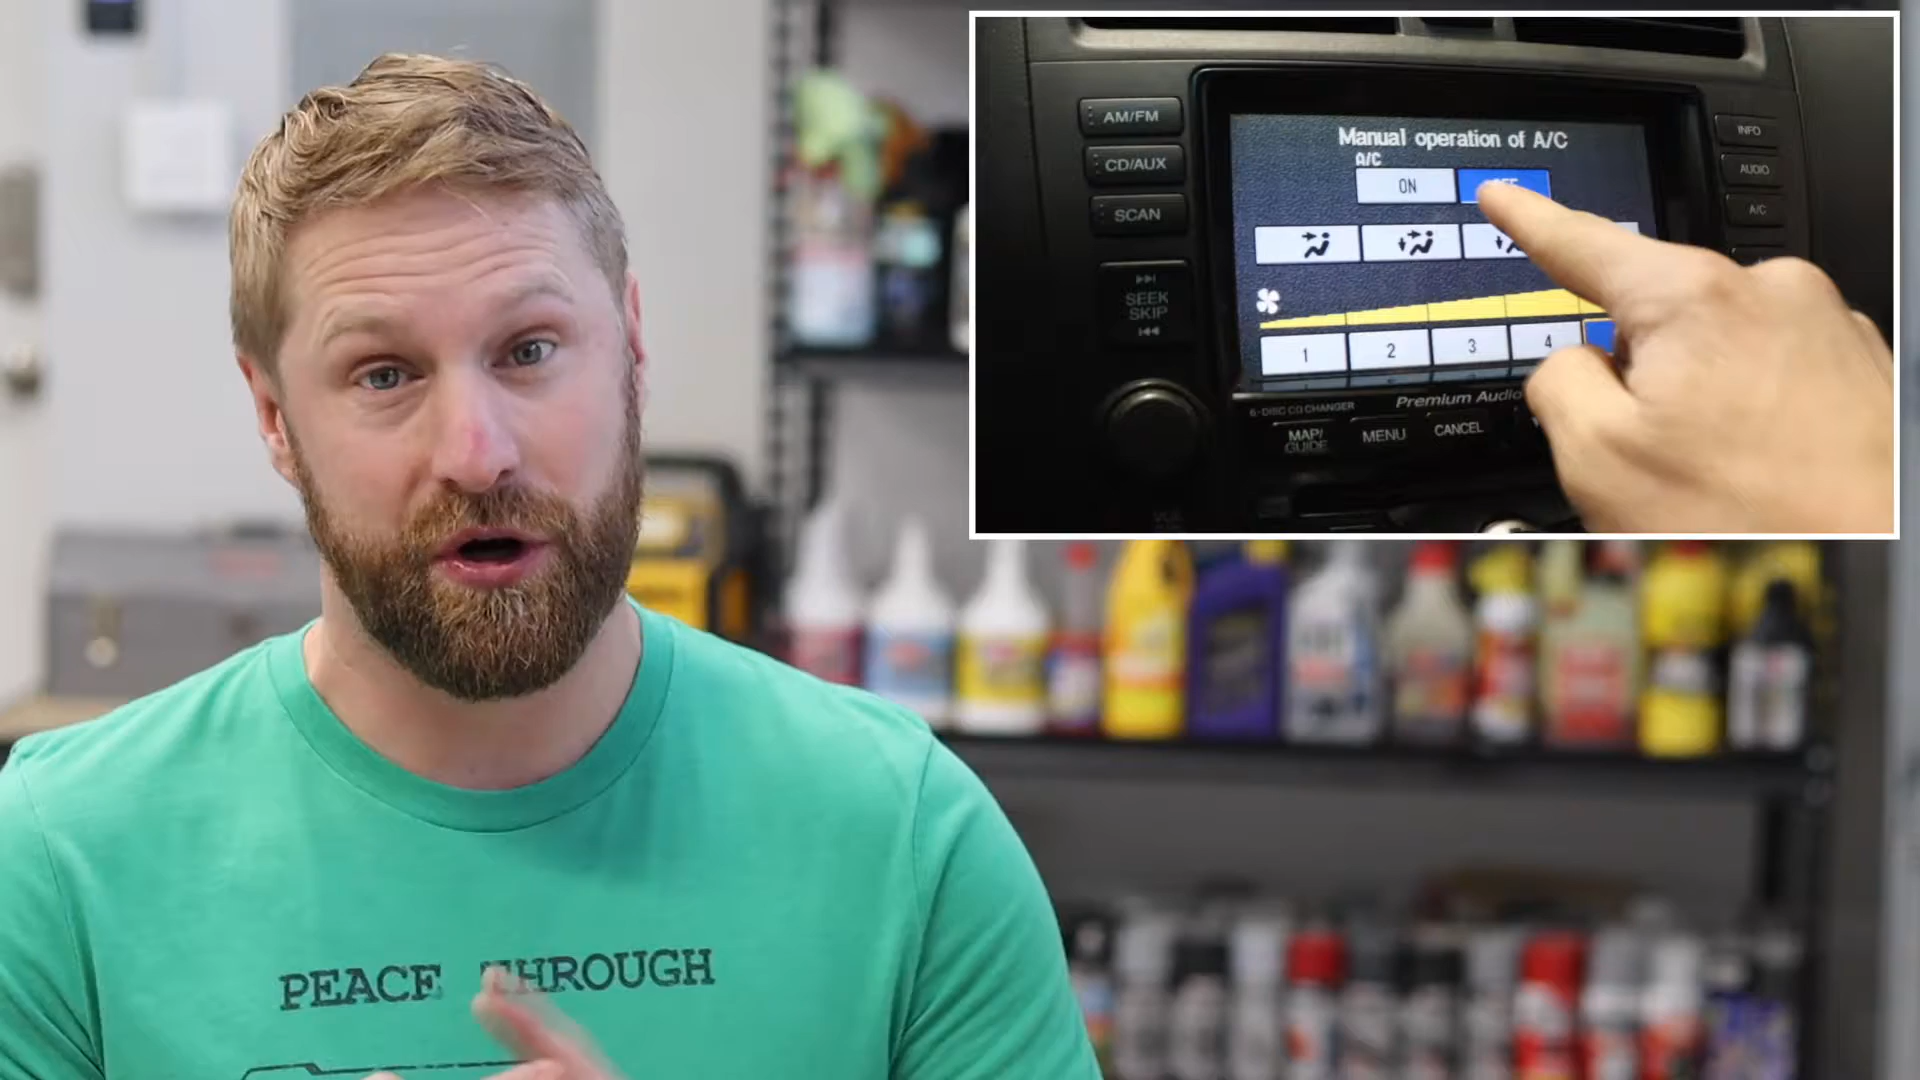 AM/FM
CD/AUX
SCAN
SEEK
SKIP
Manual operation of A/C
A/C
ON
1 2 3 4
INFO
AUDIO
A/C
6-DISC CD CHANGER
Premium Audio
MAP/
GUIDE
MENU
CANCEL
PEACE THROUGH